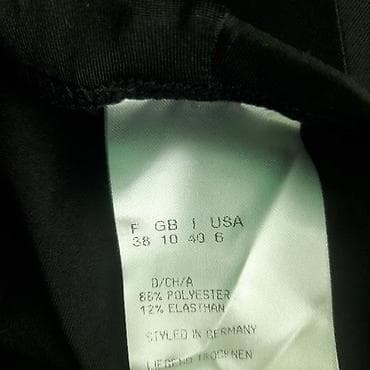 F GB I USA
38 10 40 6
D/CH/A
88% POLYESTER
12% ELASTHAN
STYLED IN GERMANY
LIEGEND TROCKNEN